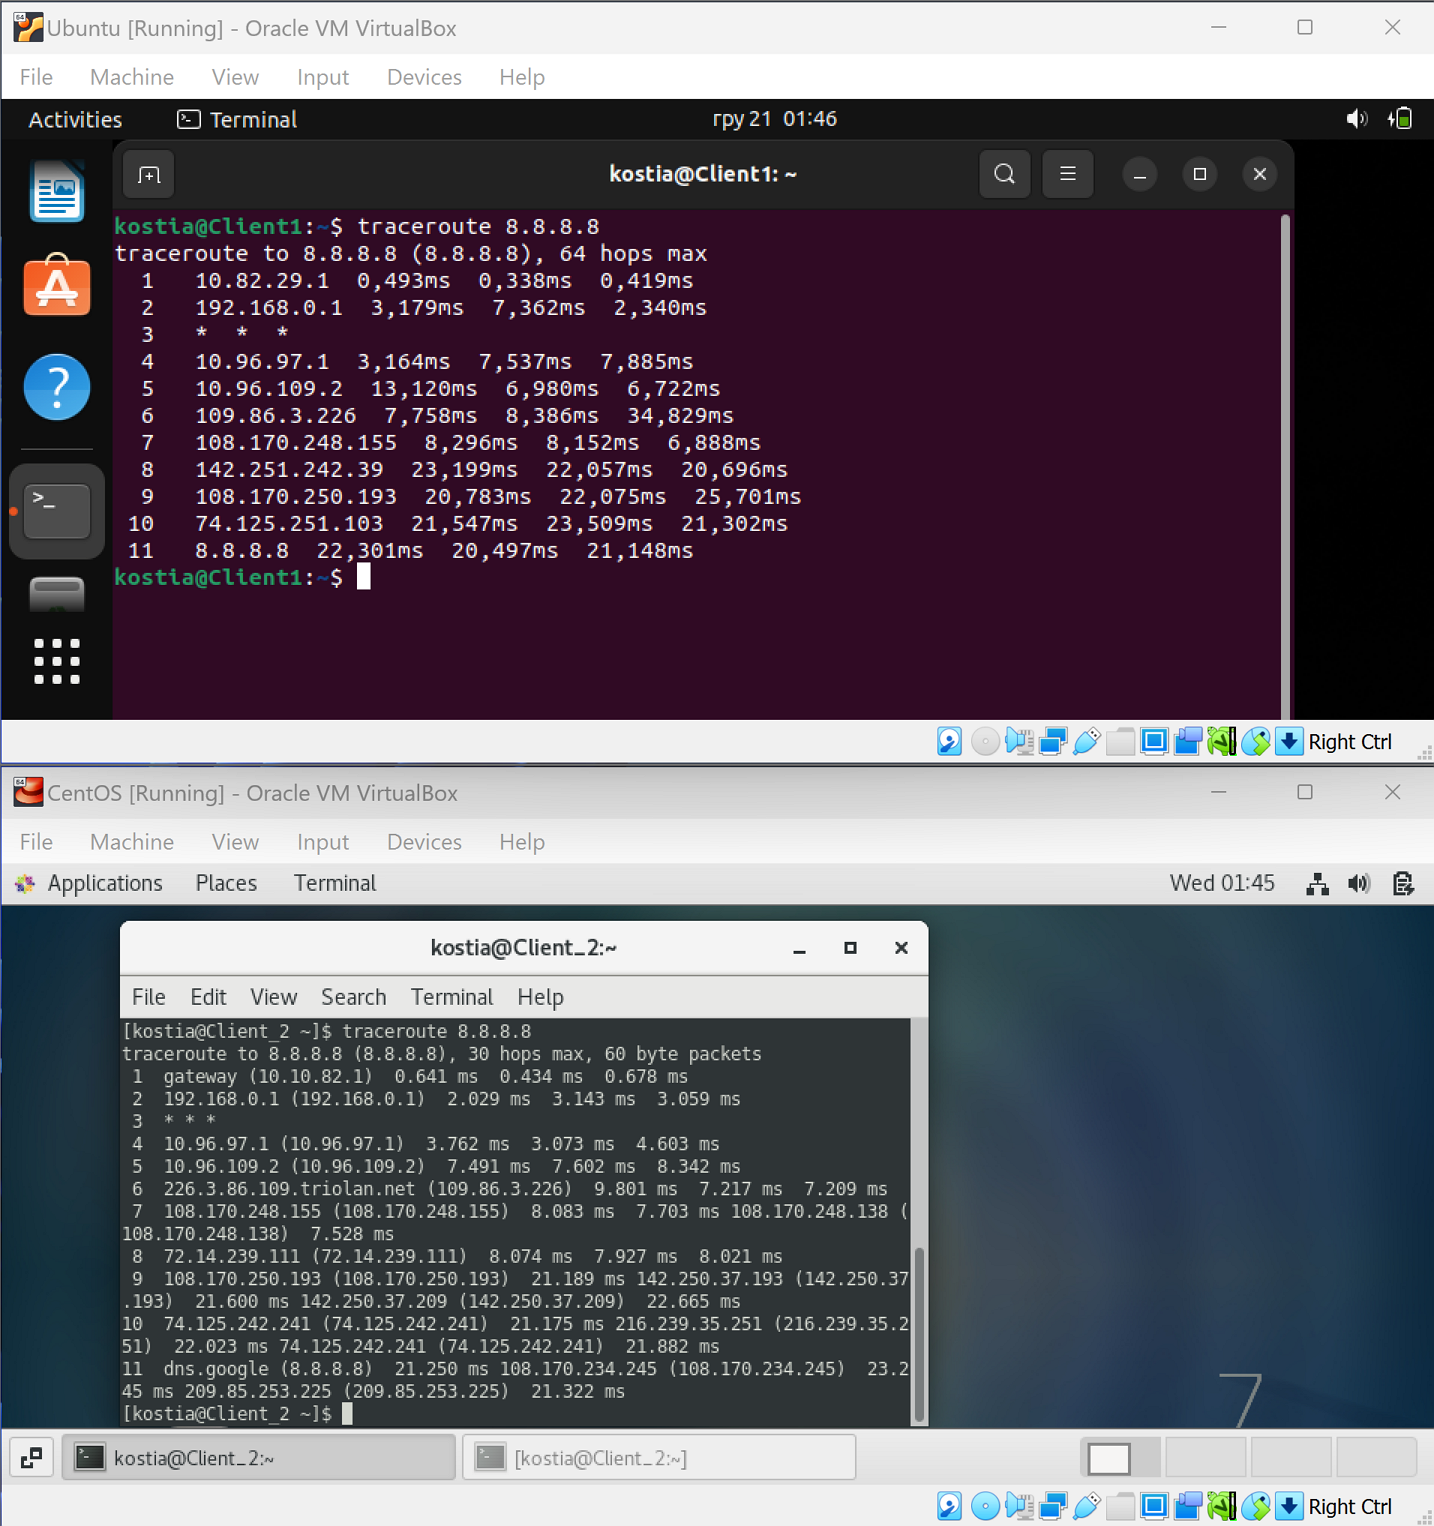 Ubuntu [Running] - Oracle VM VirtualBox
File Machine View Input Devices Help
Activities Terminal гру 21 01:46
kostia@Client1: ~
kostia@Client1:~$ traceroute 8.8.8.8
traceroute to 8.8.8.8 (8.8.8.8), 64 hops max
1 10.82.29.1 0,493ms 0,338ms 0,419ms
2 192.168.0.1 3,179ms 7,362ms 2,340ms
3 * * *
4 10.96.97.1 3,164ms 7,537ms 7,885ms
5 10.96.109.2 13,120ms 6,980ms 6,722ms
6 109.86.3.226 7,758ms 8,386ms 34,829ms
7 108.170.248.155 8,296ms 8,152ms 6,888ms
8 142.251.242.39 23,199ms 22,057ms 20,696ms
9 108.170.250.193 20,783ms 22,075ms 25,701ms
10 74.125.251.103 21,547ms 23,509ms 21,302ms
11 8.8.8.8 22,301ms 20,497ms 21,148ms
kostia@Client1:~$
Right Ctrl
CentOS [Running] - Oracle VM VirtualBox
File Machine View Input Devices Help
Applications Places Terminal Wed 01:45
kostia@Client_2:~
File Edit View Search Terminal Help
[kostia@Client_2 ~]$ traceroute 8.8.8.8
traceroute to 8.8.8.8 (8.8.8.8), 30 hops max, 60 byte packets
1 gateway (10.10.82.1) 0.641 ms 0.434 ms 0.678 ms
2 192.168.0.1 (192.168.0.1) 2.029 ms 3.143 ms 3.059 ms
3 * * *
4 10.96.97.1 (10.96.97.1) 3.762 ms 3.073 ms 4.603 ms
5 10.96.109.2 (10.96.109.2) 7.491 ms 7.602 ms 8.342 ms
6 226.3.86.109.triolan.net (109.86.3.226) 9.801 ms 7.217 ms 7.209 ms
7 108.170.248.155 (108.170.248.155) 8.083 ms 7.703 ms 108.170.248.138 (
108.170.248.138) 7.528 ms
8 72.14.239.111 (72.14.239.111) 8.074 ms 7.927 ms 8.021 ms
9 108.170.250.193 (108.170.250.193) 21.189 ms 142.250.37.193 (142.250.37
.193) 21.600 ms 142.250.37.209 (142.250.37.209) 22.665 ms
10 74.125.242.241 (74.125.242.241) 21.175 ms 216.239.35.251 (216.239.35.2
51) 22.023 ms 74.125.242.241 (74.125.242.241) 21.882 ms
11 dns.google (8.8.8.8) 21.250 ms 108.170.234.245 (108.170.234.245) 23.2
45 ms 209.85.253.225 (209.85.253.225) 21.322 ms
[kostia@Client_2 ~]$
7
kostia@Client_2:~ [kostia@Client_2:~]
Right Ctrl